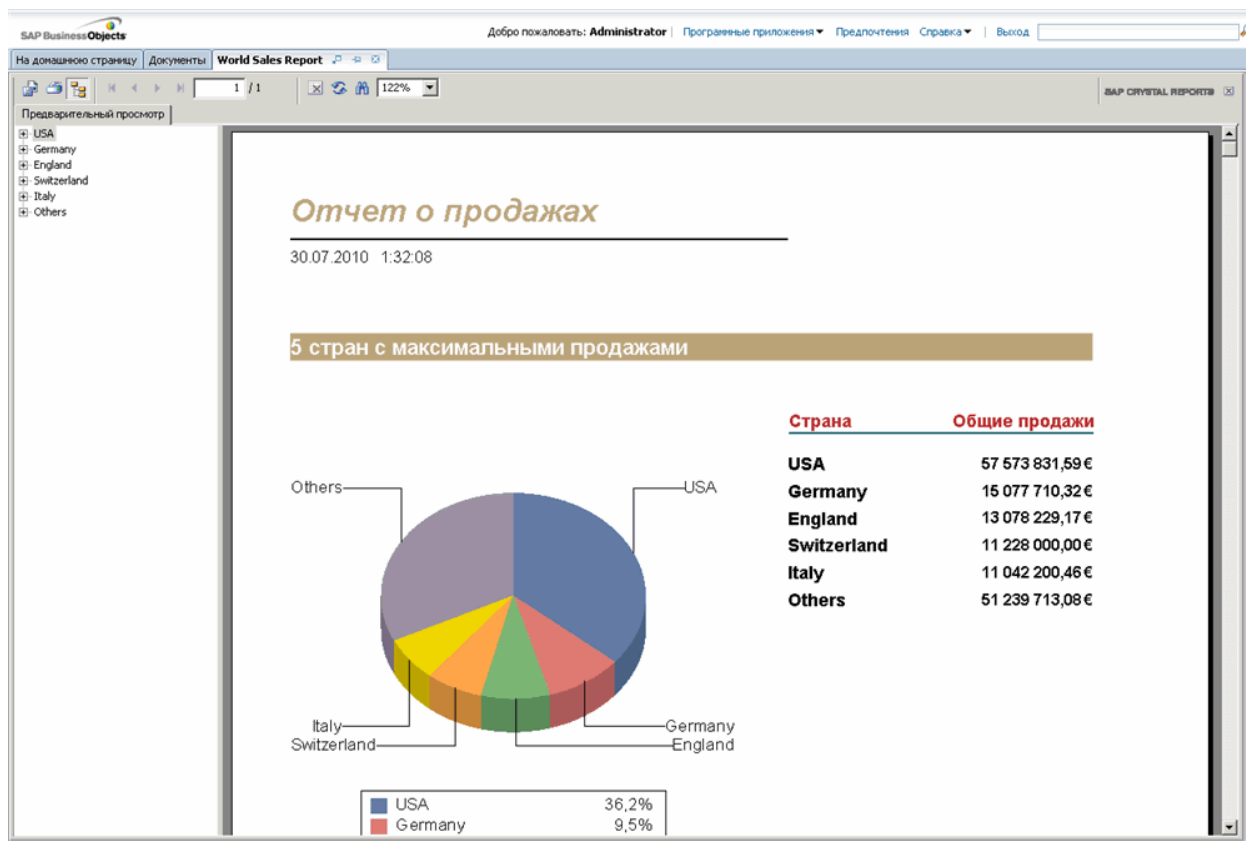 SAP BusinessObjects
Добро пожаловать: Administrator | Программные приложения | Предпочтения Справка | Выход
На домашнюю страницу Документы World Sales Report
1 /1 122% SAP CRYSTAL REPORTS
Предварительный просмотр
USA
Germany
England
Switzerland
Italy
Others
Отчет о продажах
30.07.2010 1:32:08
5 стран с максимальными продажами
Страна Общие продажи
USA 57 573 831,59 €
Germany 15 077 710,32 €
England 13 078 229,17 €
Switzerland 11 228 000,00 €
Italy 11 042 200,46 €
Others 51 239 713,08 €
Others USA
Italy Germany
Switzerland England
USA 36,2%
Germany 9,5%